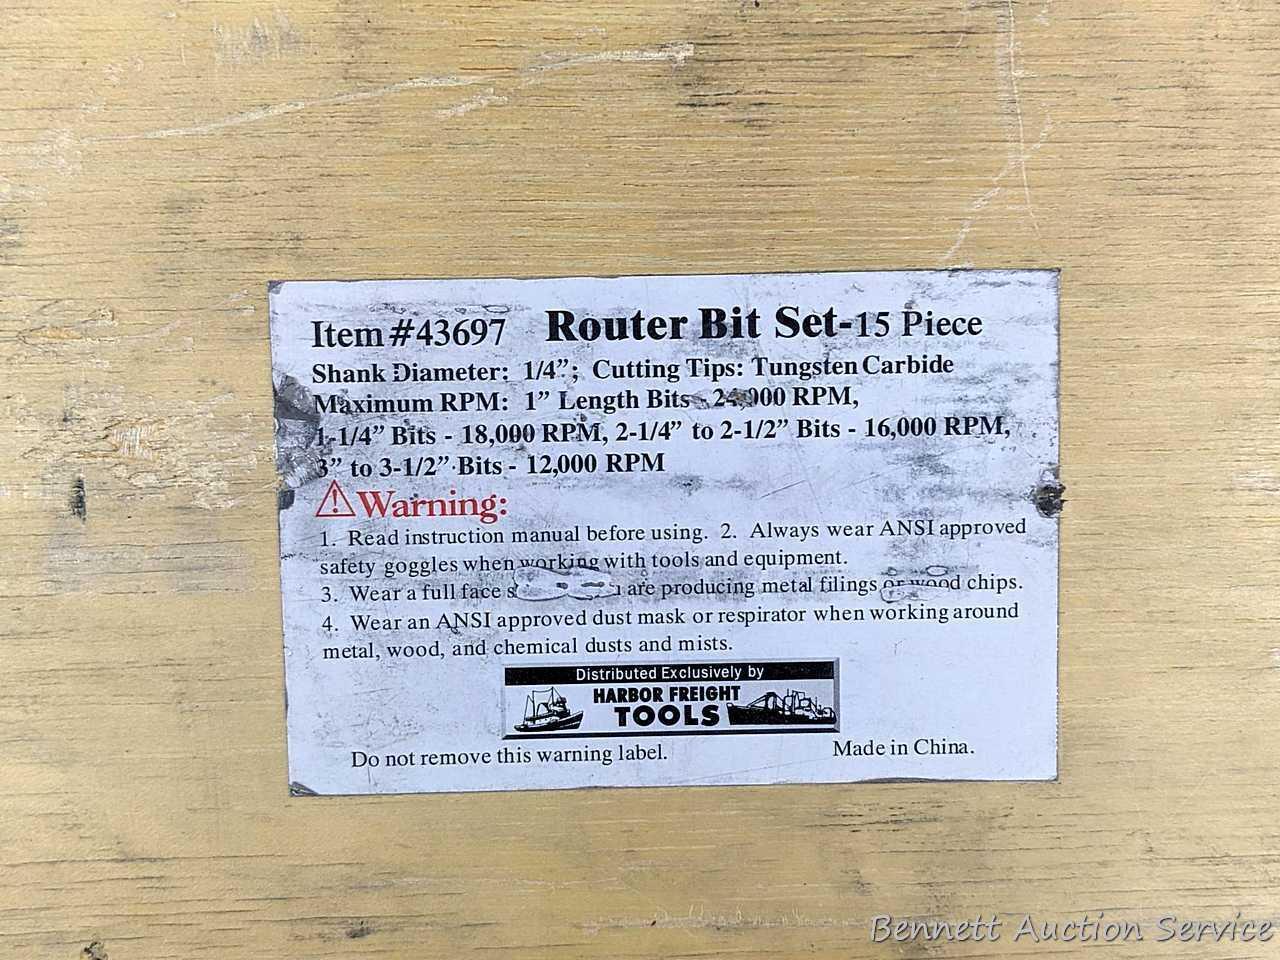 Item #43697 Router Bit Set-15 Piece
Shank Diameter: 1/4”; Cutting Tips: Tungsten Carbide
Maximum RPM: 1” Length Bits - 24,000 RPM,
1-1/4” Bits - 18,000 RPM, 2-1/4” to 2-1/2” Bits - 16,000 RPM,
3” to 3-1/2” Bits - 12,000 RPM
Warning:
1. Read instruction manual before using. 2. Always wear ANSI approved
safety goggles when working with tools and equipment.
3. Wear a full face are producing metal filings or wood chips.
4. Wear an ANSI approved dust mask or respirator when working around
metal, wood, and chemical dusts and mists.
Distributed Exclusively by
HARBOR FREIGHT
TOOLS
Do not remove this warning label. Made in China.
Bennett Auction Service